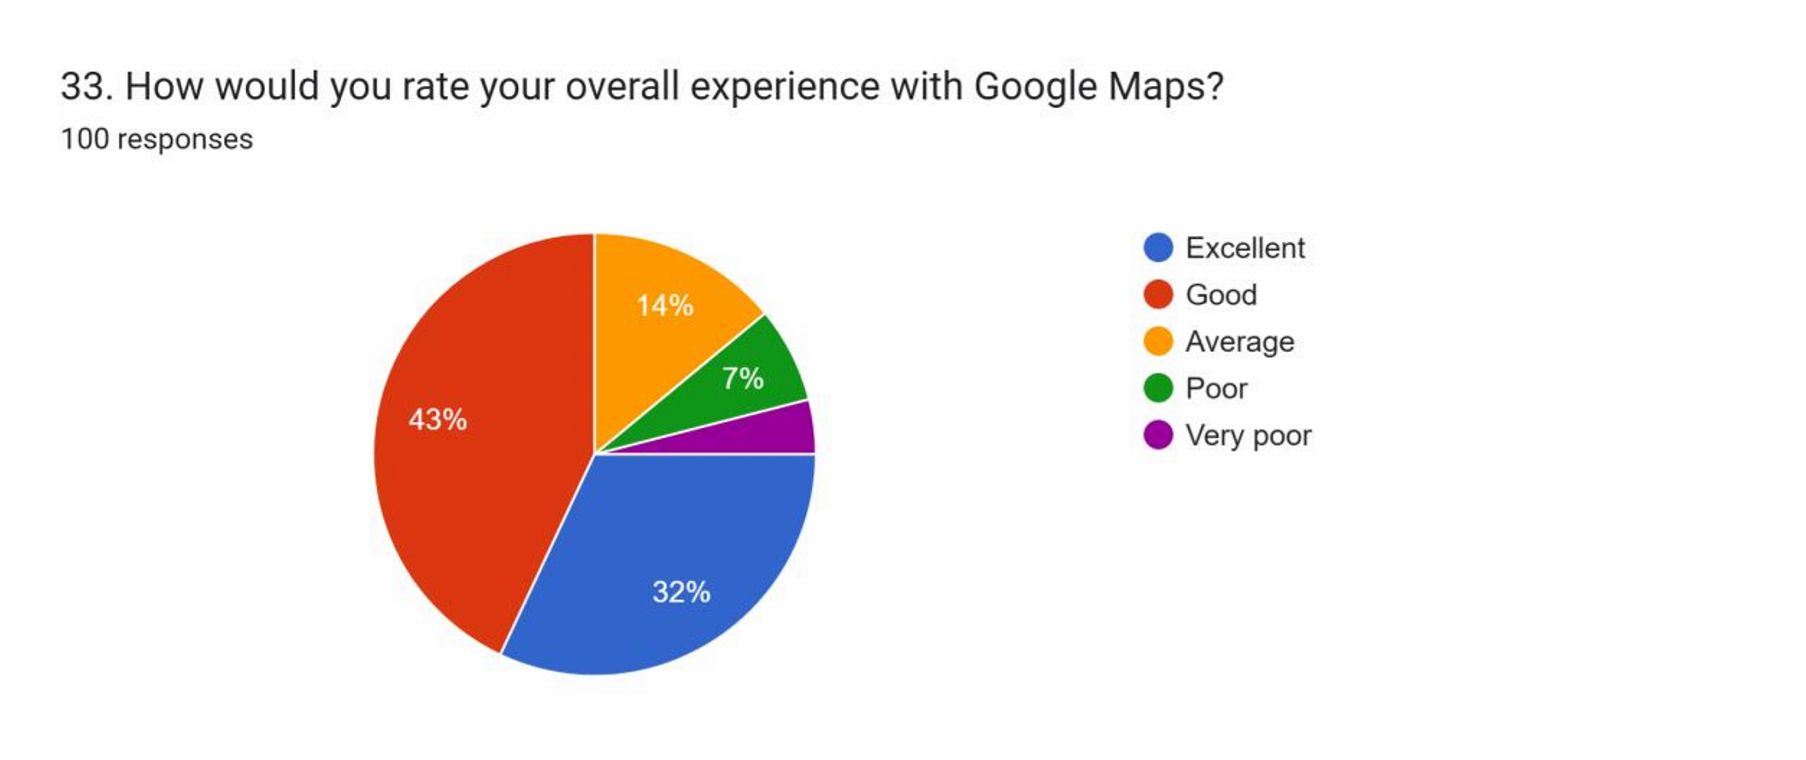 33. How would you rate your overall experience with Google Maps?
100 responses
14%
7%
43%
32%
Excellent
Good
Average
Poor
Very poor